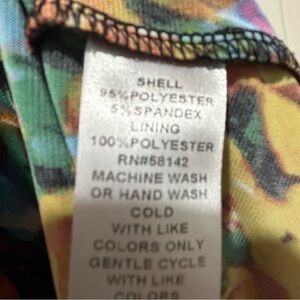 SHELL
95%POLYESTER
5%SPANDEX
LINING
100%POLYESTER
RN#58142
MACHINE WASH
OR HAND WASH
COLD
WITH LIKE
COLORS ONLY
GENTLE CYCLE
WITH LIKE
COLORS